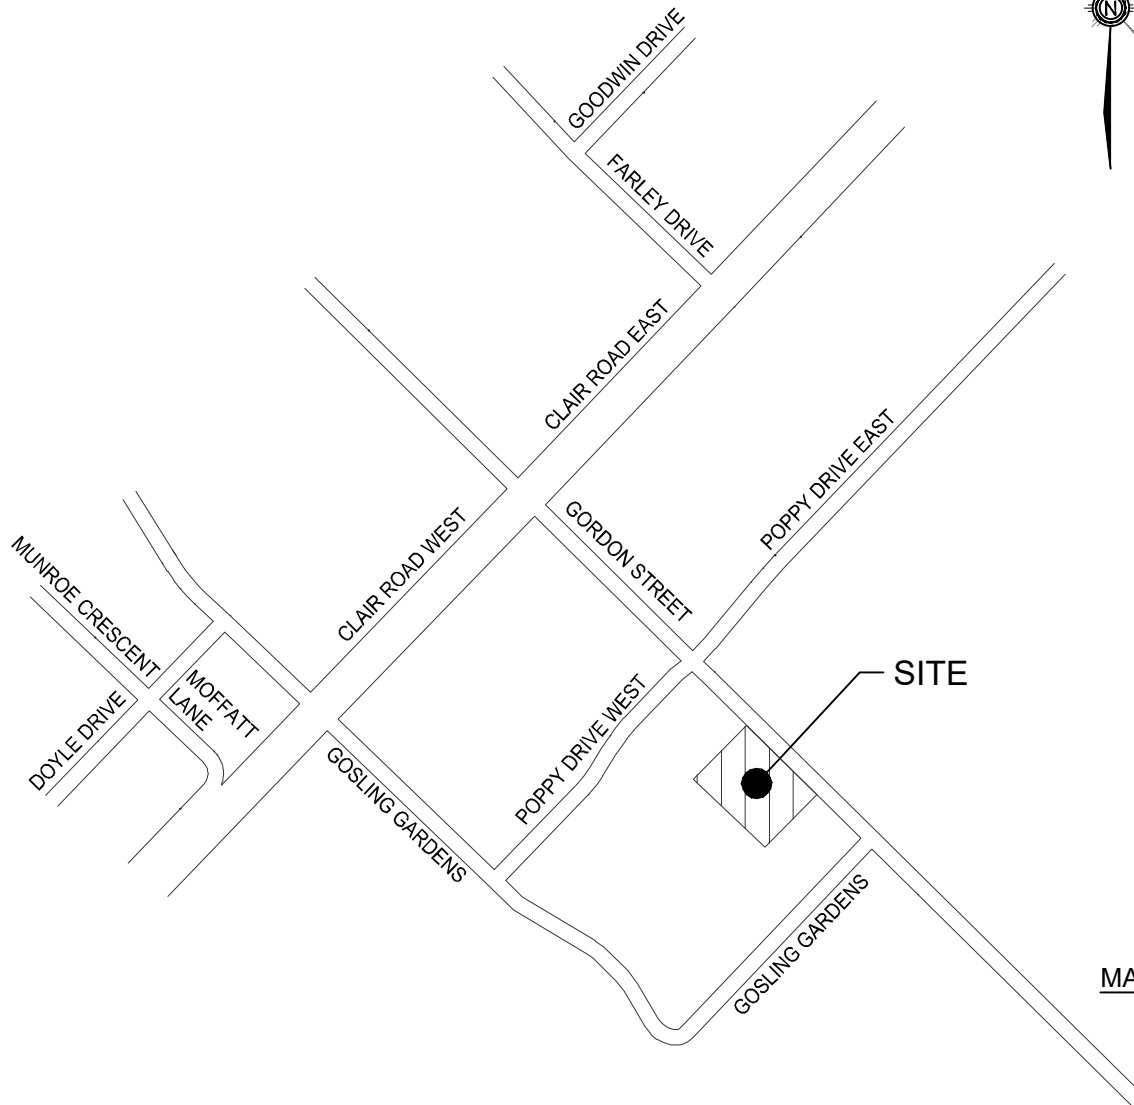 N
GOODWIN DRIVE
FARLEY DRIVE
CLAIR ROAD EAST
POPPY DRIVE EAST
GORDON STREET
CLAIR ROAD WEST
MUNROE CRESCENT
MOFFATT
LANE
DOYLE DRIVE
SITE
POPPY DRIVE WEST
GOSLING GARDENS
GOSLING GARDENS
MA